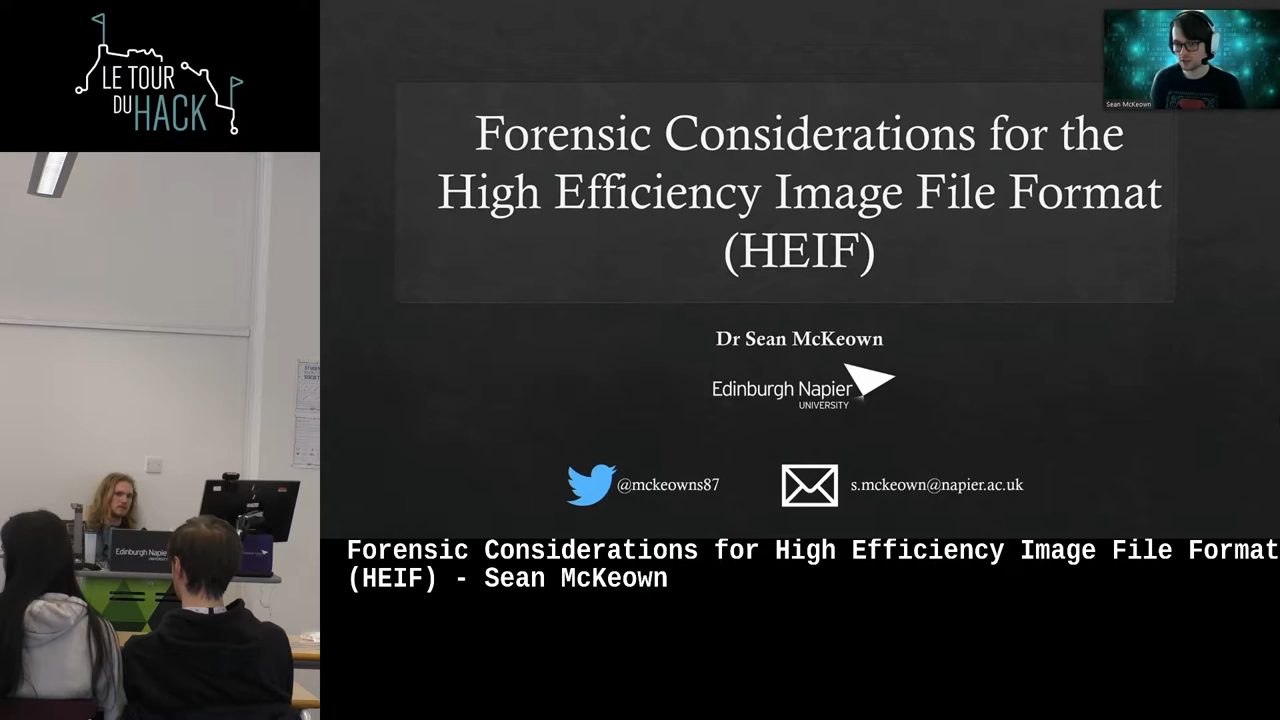 LE TOUR
DU HACK
Sean McKeown
Forensic Considerations for the
High Efficiency Image File Format
(HEIF)
Dr Sean McKeown
Edinburgh Napier
UNIVERSITY
@mckeowns87
s.mckeown@napier.ac.uk
Edinburgh Napie
UNIVERSITY
Forensic Considerations for High Efficiency Image File Format
(HEIF) - Sean McKeown